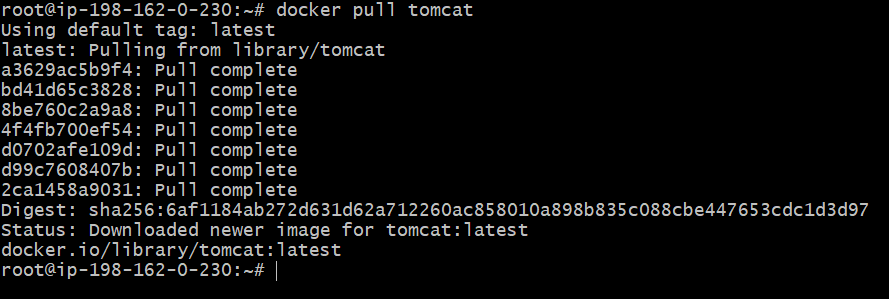 root@ip-198-162-0-230:~# docker pull tomcat
Using default tag: latest
latest: Pulling from library/tomcat
a3629ac5b9f4: Pull complete
bd41d65c3828: Pull complete
8be760c2a9a8: Pull complete
4f4fb700ef54: Pull complete
d0702afe109d: Pull complete
d99c7608407b: Pull complete
2ca1458a9031: Pull complete
Digest: sha256:6af1184ab272d631d62a712260ac858010a898b835c088cbe447653cdc1d3d97
Status: Downloaded newer image for tomcat:latest
docker.io/library/tomcat:latest
root@ip-198-162-0-230:~#